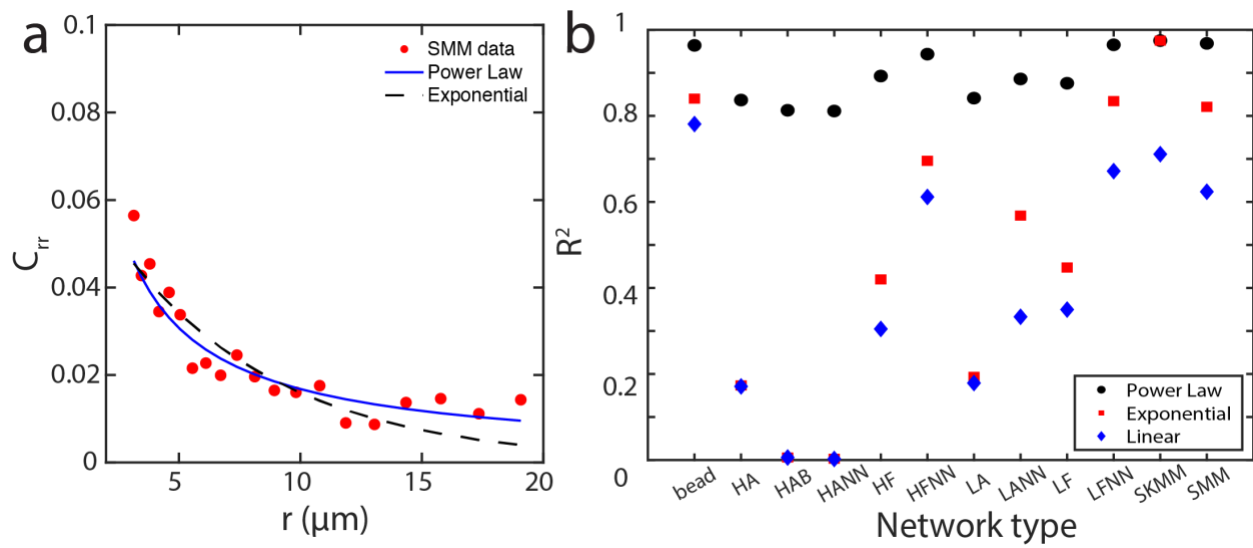 a
0.1
0.08
0.06
0.04
0.02
0
C_rr
5
10
15
20
r (μm)
SMM data
Power Law
Exponential
b
1
0.8
0.6
0.4
0.2
0
R²
bead
HA
HAB
HANN
HF
HFNN
LA
LANN
LF
LFNN
SKMM
SMM
Network type
Power Law
Exponential
Linear